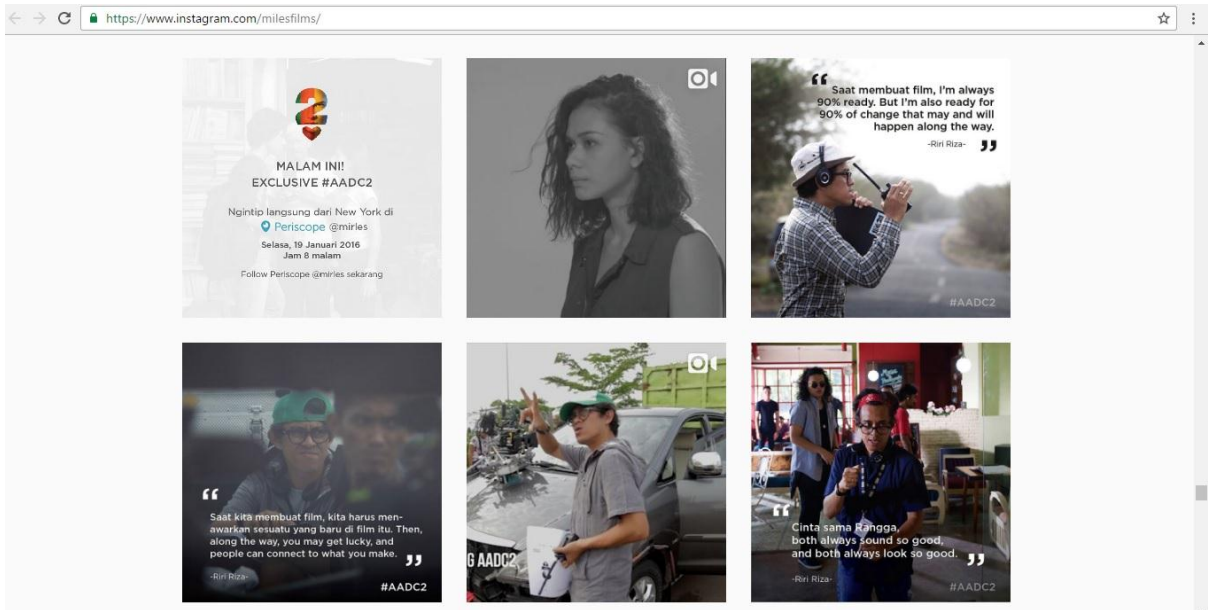 https://www.instagram.com/milesfilms/
MALAM INI!
EXCLUSIVE #AADC2
Ngintip langsung dari New York di
Periscope @mirles
Selasa, 19 Januari 2016
Jam 8 malam
Follow Periscope @mirles sekarang
“
Saat membuat film, I'm always
90% ready. But I'm also ready for
90% of change that may and will
happen along the way.
-Riri Riza- ”
#AADC2
“
Saat kita membuat film, kita harus men-
awarkan sesuatu yang baru di film itu. Then,
along the way, you may get lucky, and
people can connect to what you make. ”
-Riri Riza-
#AADC2
G AADC2
“
Cinta sama Rangga,
both always sound so good,
and both always look so good. ”
-Riri Riza-
#AADC2